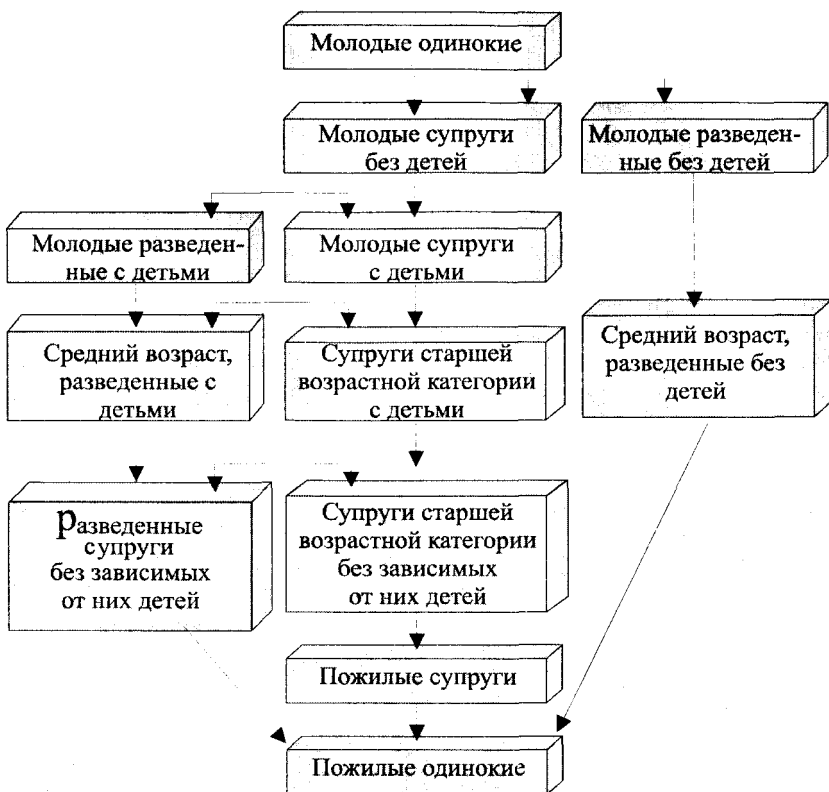 Молодые одинокие
Молодые супруги
без детей
Молодые разведен-
ные без детей
Молодые разведен-
ные с детьми
Молодые супруги
с детьми
Средний возраст,
разведенные с
детьми
Супруги старшей
возрастной категории
с детьми
Средний возраст,
разведенные без
детей
Разведенные
супруги
без зависимых
от них детей
Супруги старшей
возрастной категории
без зависимых
от них детей
Пожилые супруги
Пожилые одинокие